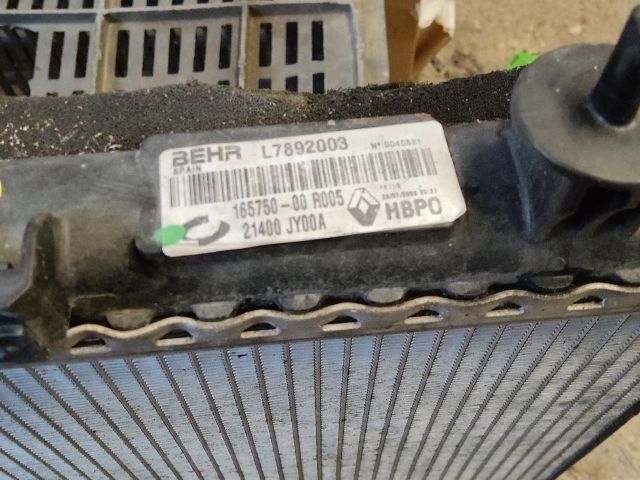 BEHR L7892003
SPAIN
165750-00 R005
21400 JY00A
HBPO